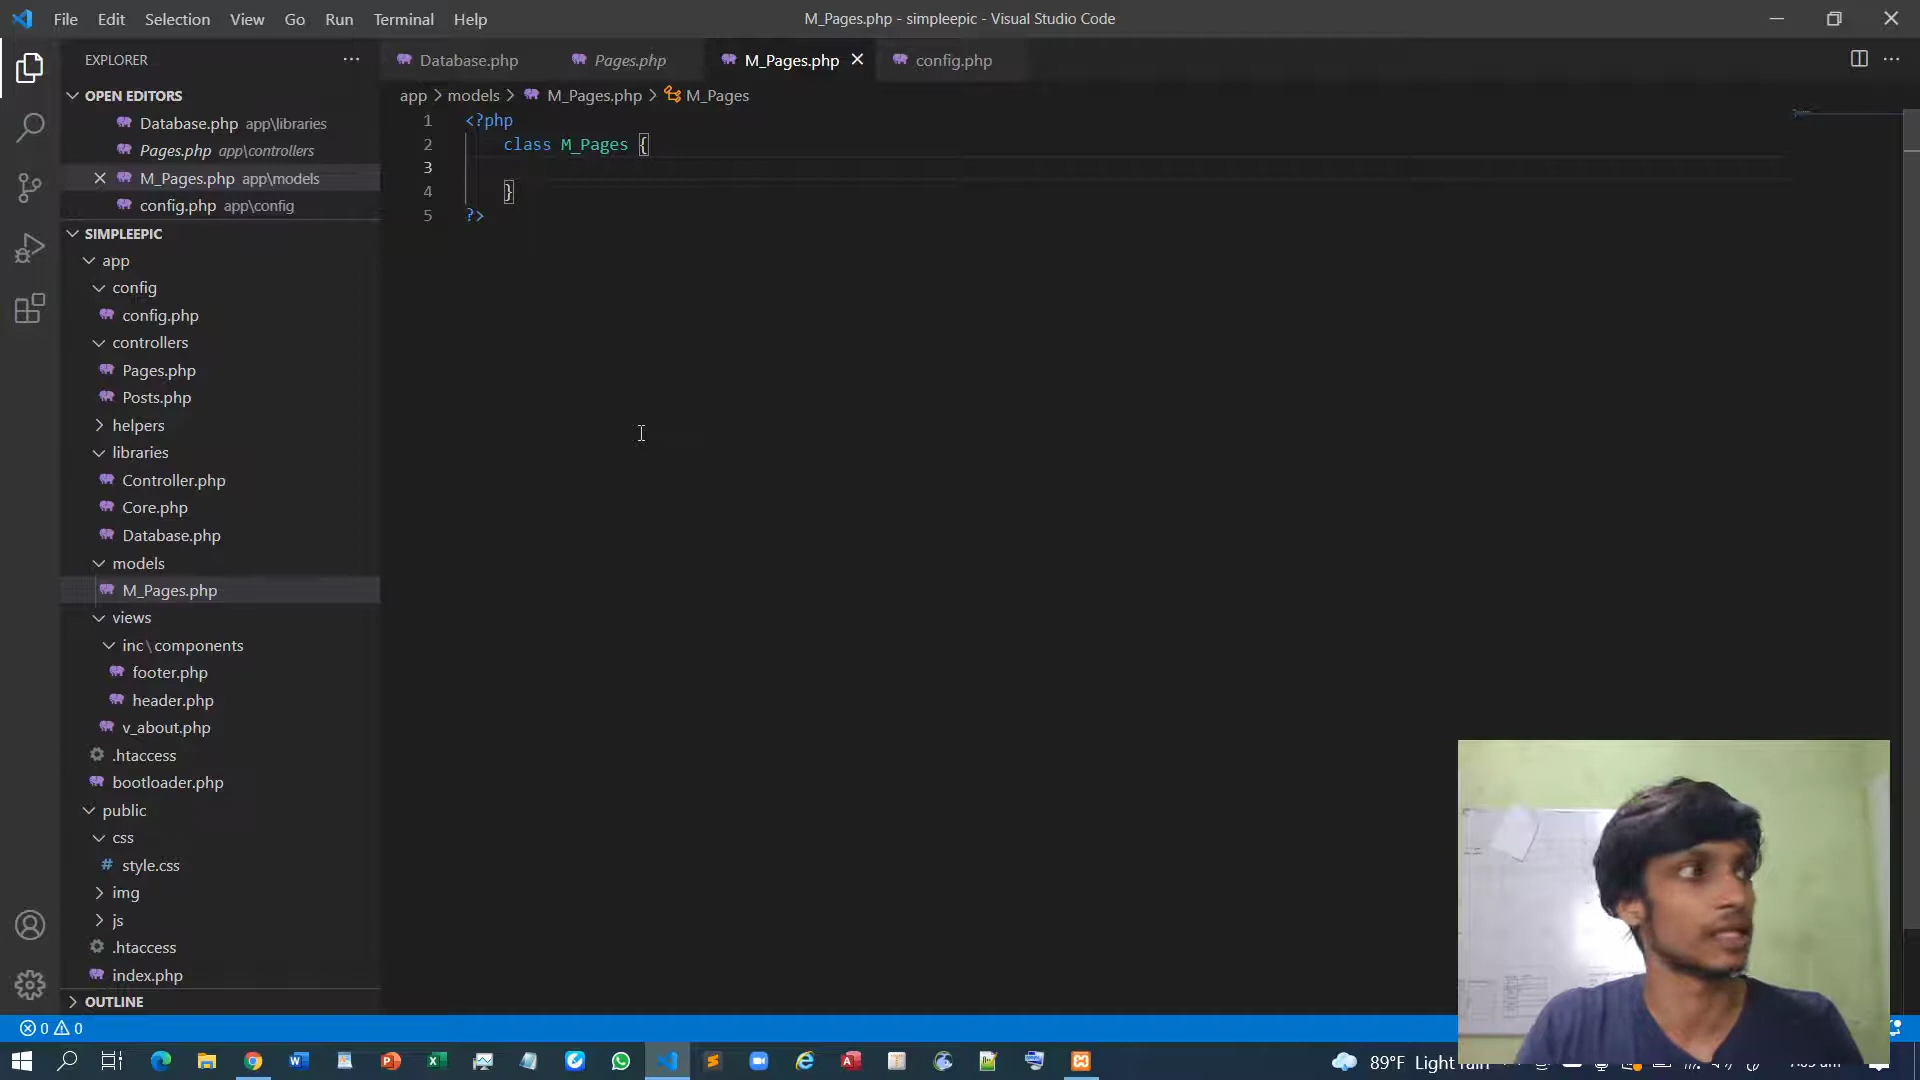 File Edit Selection View Go Run Terminal Help
M_Pages.php - simpleepic - Visual Studio Code
EXPLORER
OPEN EDITORS
Database.php app\libraries
Pages.php app\controllers
M_Pages.php app\models
config.php app\config
SIMPLEEPIC
app
config
config.php
controllers
Pages.php
Posts.php
helpers
libraries
Controller.php
Core.php
Database.php
models
M_Pages.php
views
inc\components
footer.php
header.php
v_about.php
.htaccess
bootloader.php
public
css
style.css
img
js
.htaccess
index.php
OUTLINE
Database.php Pages.php M_Pages.php config.php
app > models > M_Pages.php > M_Pages
1 <?php
2 class M_Pages {
3
4 }
5 ?>
0 0
89°F Light rain